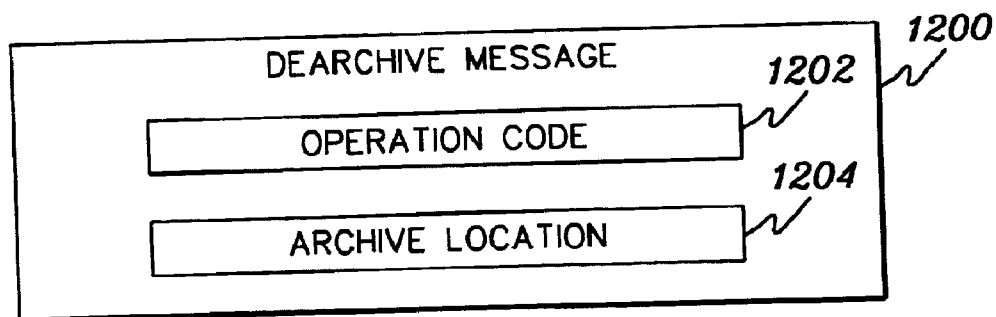 1200
DEARCHIVE MESSAGE
1202
OPERATION CODE
1204
ARCHIVE LOCATION